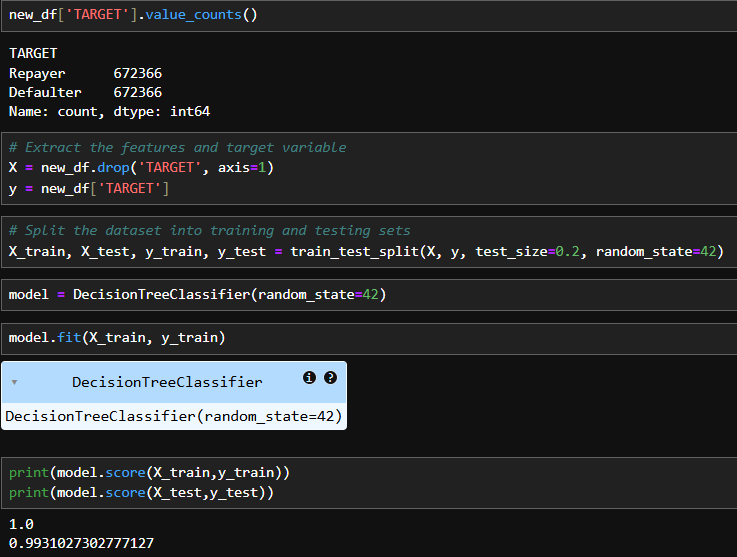 new_df['TARGET'].value_counts()
TARGET
Repayer      672366
Defaulter    672366
Name: count, dtype: int64
# Extract the features and target variable
X = new_df.drop('TARGET', axis=1)
y = new_df['TARGET']
# Split the dataset into training and testing sets
X_train, X_test, y_train, y_test = train_test_split(X, y, test_size=0.2, random_state=42)
model = DecisionTreeClassifier(random_state=42)
model.fit(X_train, y_train)
DecisionTreeClassifier i ?
DecisionTreeClassifier(random_state=42)
print(model.score(X_train,y_train))
print(model.score(X_test,y_test))
1.0
0.9931027302777127